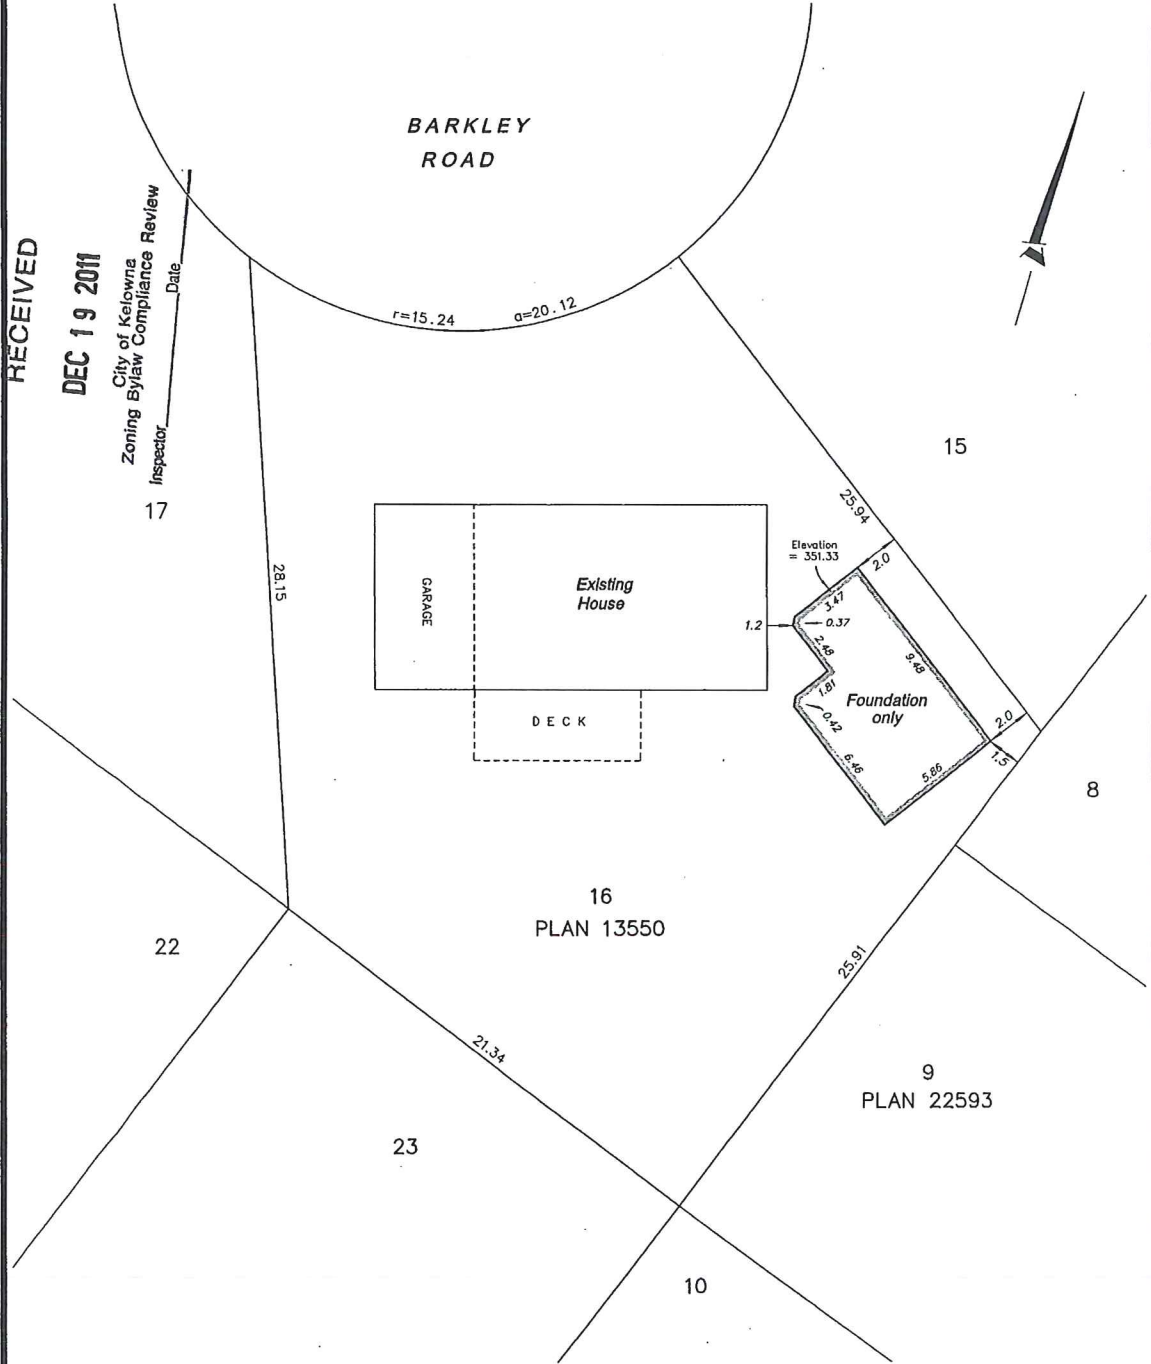 BARKLEY
ROAD
RECEIVED
DEC 19 2011
City of Kelowna
Zoning Bylaw Compliance Review
Inspector Date
r=15.24 a=20.12
15
17
25.94
28.15
Elevation
= 351.33
2.0
GARAGE
Existing
House
3.47
1.2
0.37
2.48
9.48
1.81
Foundation
only
DECK
0.42
2.0
6.46
1.5
5.86
8
16
PLAN 13550
22
25.91
21.34
9
PLAN 22593
23
10